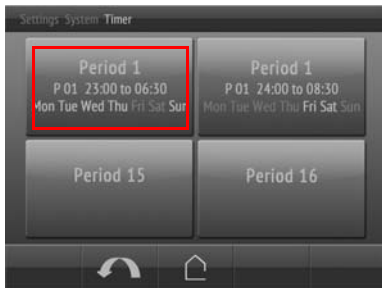 Settings System Timer
Period 1
P 01 23:00 to 06:30
Mon Tue Wed Thu Fri Sat Sun
Period 1
P 01 24:00 to 08:30
Mon Tue Wed Thu Fri Sat Sun
Period 15
Period 16